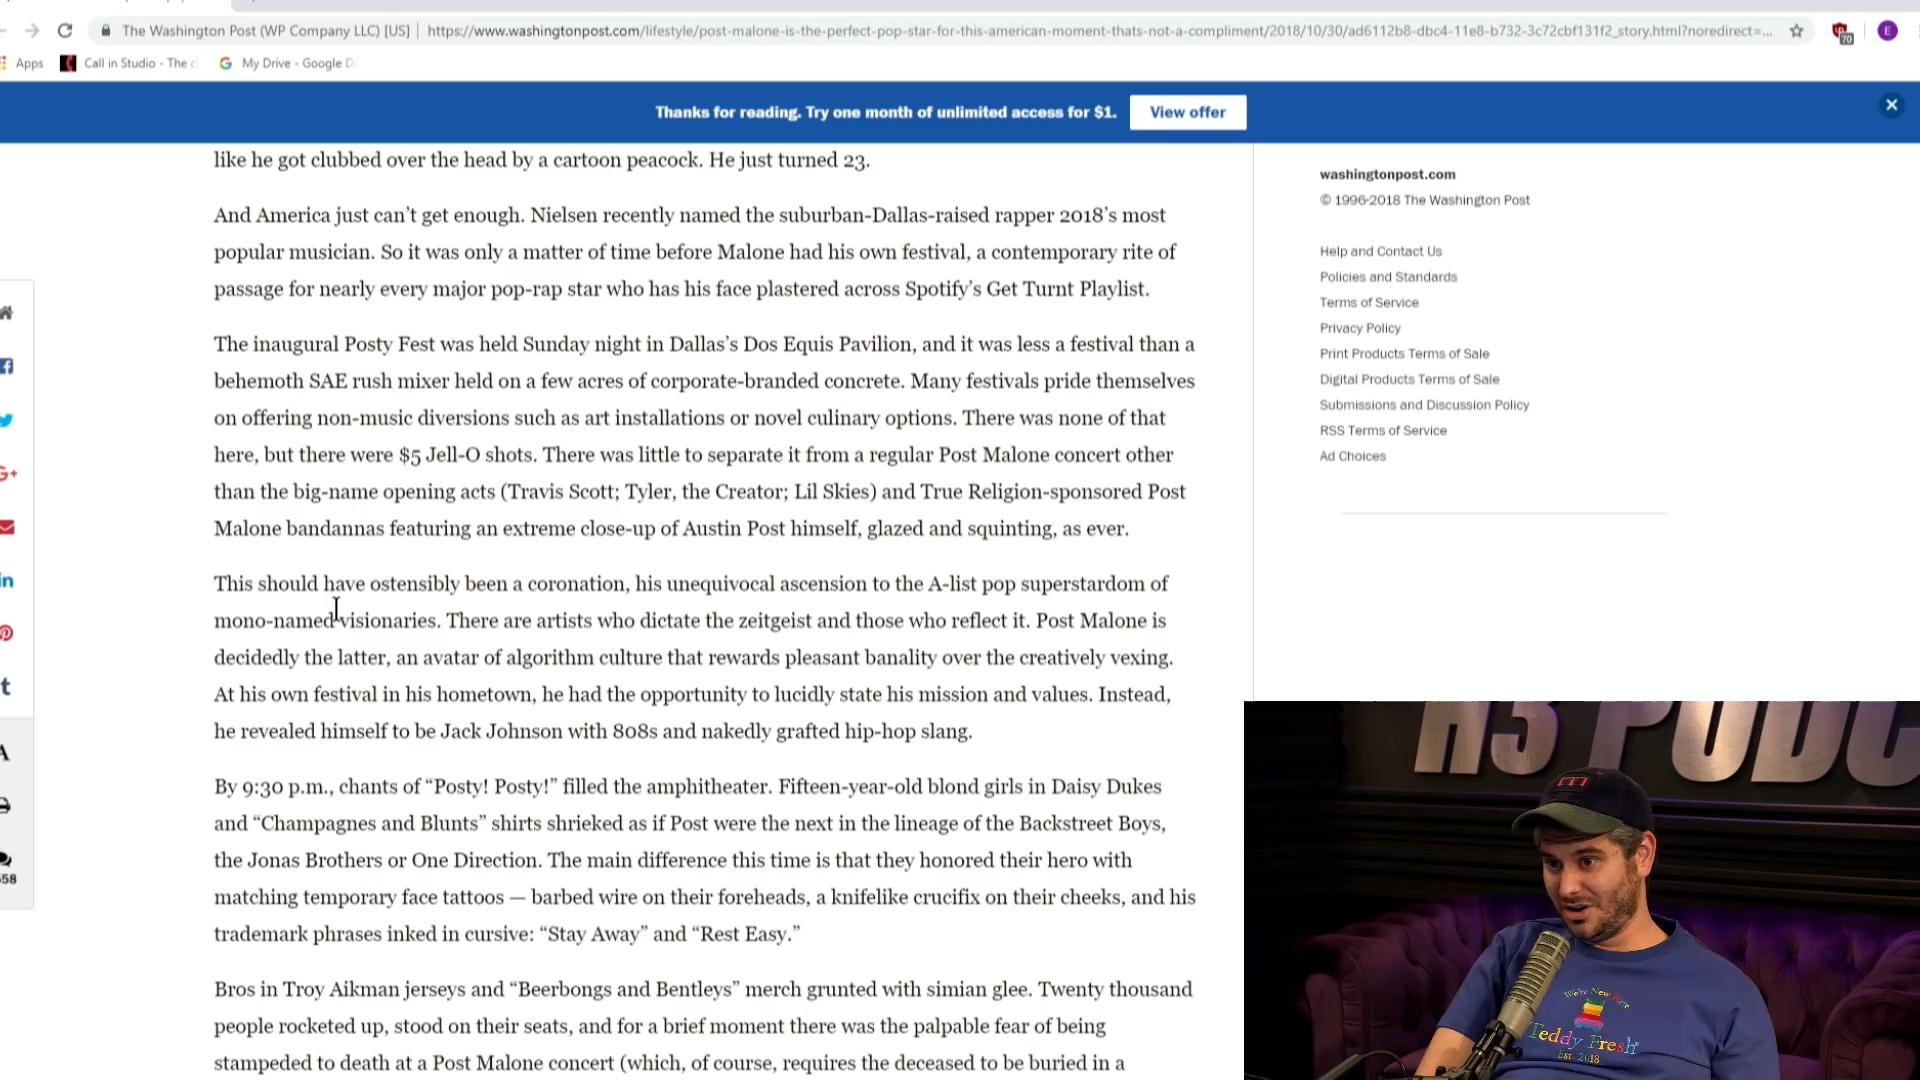 The Washington Post (WP Company LLC) [US] | https://www.washingtonpost.com/lifestyle/post-malone-is-the-perfect-pop-star-for-this-american-moment-thats-not-a-compliment/2018/10/30/ad6112b8-dbc4-11e8-b732-3c72cbf131f2_story.html?noredirect=...
70
E
Apps
Call in Studio - The c
My Drive - Google D
Thanks for reading. Try one month of unlimited access for $1.
View offer
like he got clubbed over the head by a cartoon peacock. He just turned 23.
And America just can’t get enough. Nielsen recently named the suburban-Dallas-raised rapper 2018’s most
popular musician. So it was only a matter of time before Malone had his own festival, a contemporary rite of
passage for nearly every major pop-rap star who has his face plastered across Spotify’s Get Turnt Playlist.
The inaugural Posty Fest was held Sunday night in Dallas’s Dos Equis Pavilion, and it was less a festival than a
behemoth SAE rush mixer held on a few acres of corporate-branded concrete. Many festivals pride themselves
on offering non-music diversions such as art installations or novel culinary options. There was none of that
here, but there were $5 Jell-O shots. There was little to separate it from a regular Post Malone concert other
than the big-name opening acts (Travis Scott; Tyler, the Creator; Lil Skies) and True Religion-sponsored Post
Malone bandannas featuring an extreme close-up of Austin Post himself, glazed and squinting, as ever.
This should have ostensibly been a coronation, his unequivocal ascension to the A-list pop superstardom of
mono-named visionaries. There are artists who dictate the zeitgeist and those who reflect it. Post Malone is
decidedly the latter, an avatar of algorithm culture that rewards pleasant banality over the creatively vexing.
At his own festival in his hometown, he had the opportunity to lucidly state his mission and values. Instead,
he revealed himself to be Jack Johnson with 808s and nakedly grafted hip-hop slang.
By 9:30 p.m., chants of “Posty! Posty!” filled the amphitheater. Fifteen-year-old blond girls in Daisy Dukes
and “Champagnes and Blunts” shirts shrieked as if Post were the next in the lineage of the Backstreet Boys,
the Jonas Brothers or One Direction. The main difference this time is that they honored their hero with
matching temporary face tattoos — barbed wire on their foreheads, a knifelike crucifix on their cheeks, and his
trademark phrases inked in cursive: “Stay Away” and “Rest Easy.”
Bros in Troy Aikman jerseys and “Beerbongs and Bentleys” merch grunted with simian glee. Twenty thousand
people rocketed up, stood on their seats, and for a brief moment there was the palpable fear of being
stampeded to death at a Post Malone concert (which, of course, requires the deceased to be buried in a
washingtonpost.com
© 1996-2018 The Washington Post
Help and Contact Us
Policies and Standards
Terms of Service
Privacy Policy
Print Products Terms of Sale
Digital Products Terms of Sale
Submissions and Discussion Policy
RSS Terms of Service
Ad Choices
G+
in
t
A
58
H3 PODC
We're New Here
Teddy Fresh
Est. 2018